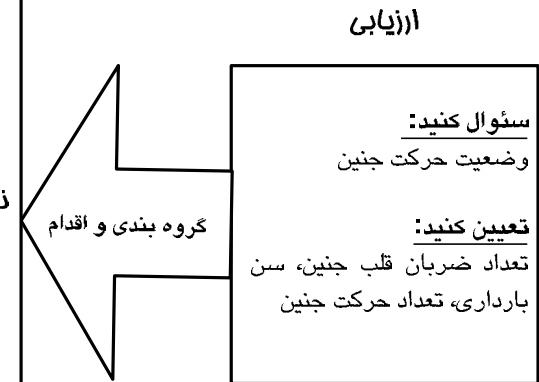 ارزیابی
سئوال کنید:
وضعیت حرکت جنین
تعیین کنید:
تعداد ضربان قلب جنین، سن
بارداری، تعداد حرکت جنین
گروه بندی و اقدام